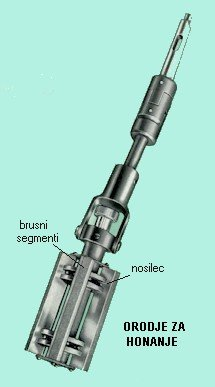 brusni
segmenti
nosilec
ORODJE ZA
HONANJE